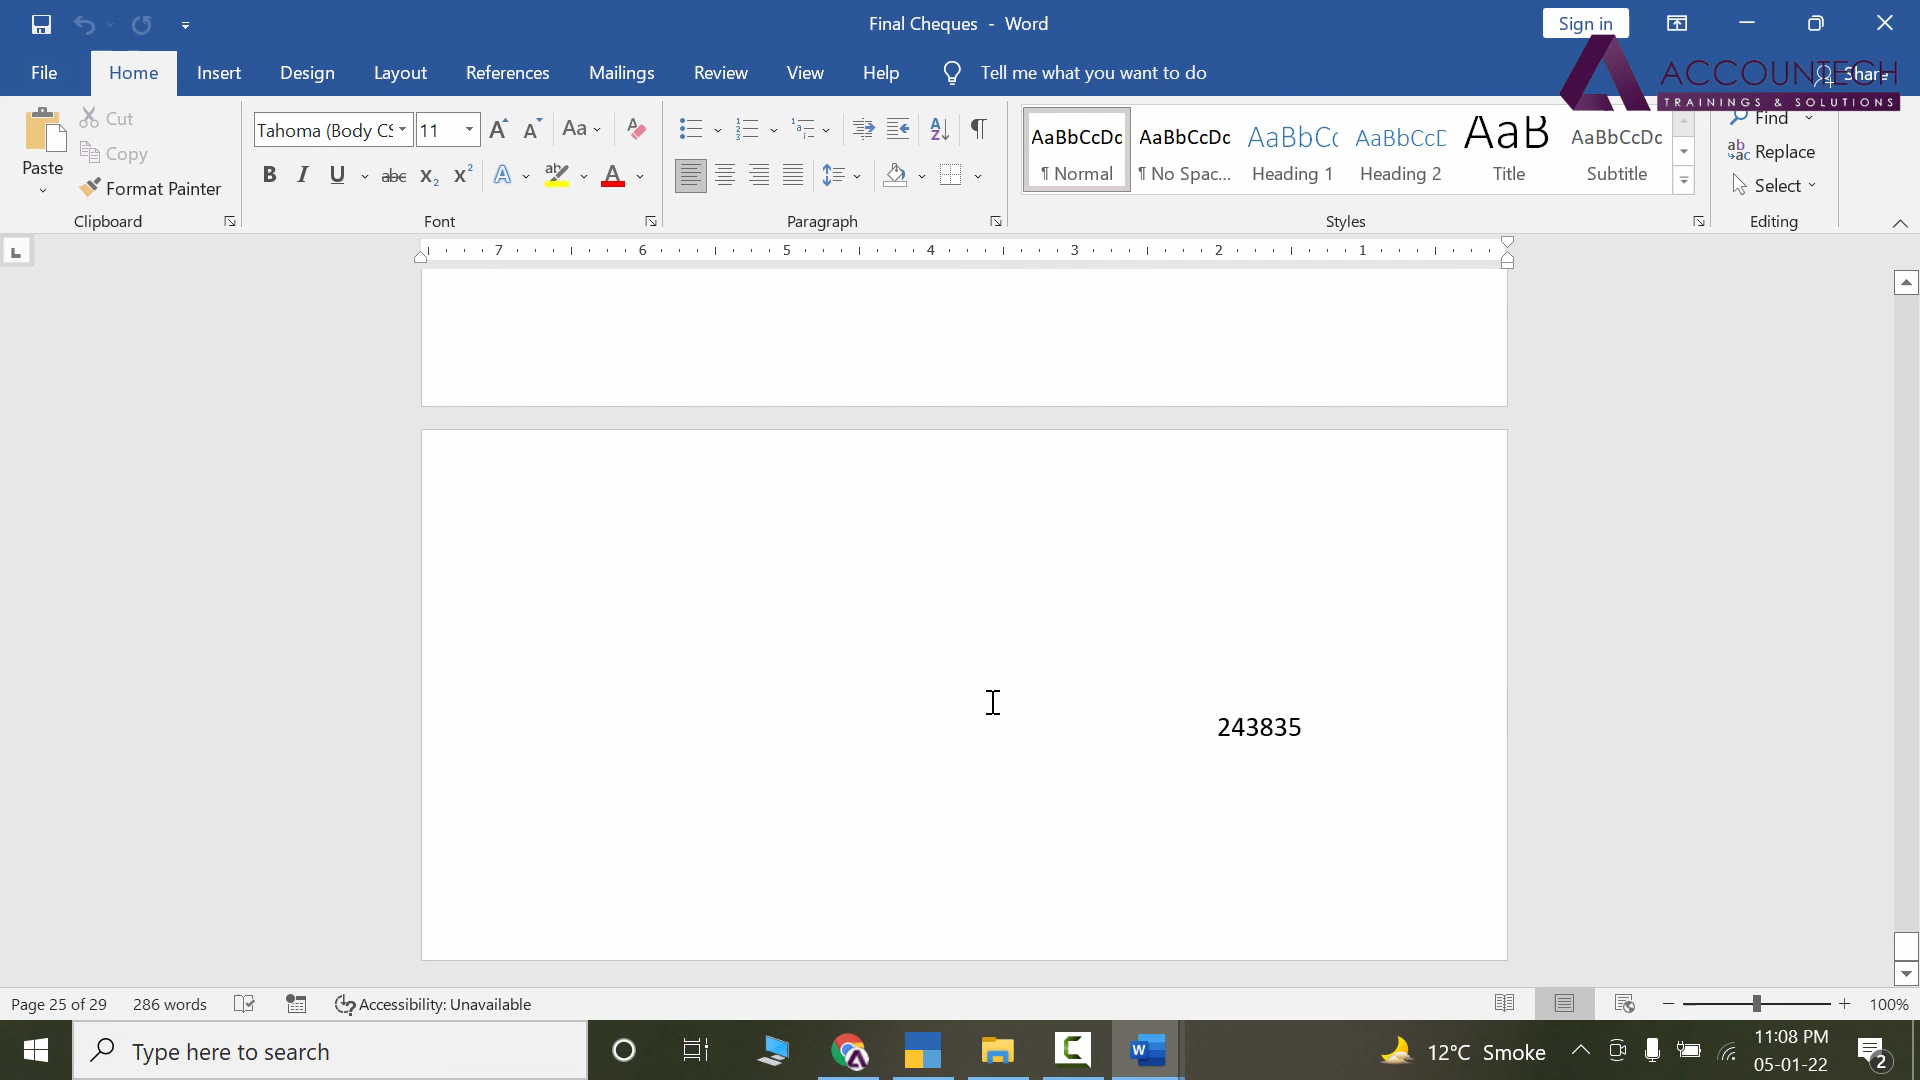 Final Cheques - Word
Sign in
File Home Insert Design Layout References Mailings Review View Help Tell me what you want to do Share
ACCOUNTECH
TRAININGS & SOLUTIONS
Paste
Cut
Copy
Format Painter
Clipboard
Tahoma (Body CS 11
Aa
B I U abc X2 X2 A ab A
Font
A Z
Paragraph
AaBbCcDc AaBbCcDc AaBbCc AaBbCcD AaB AaBbCcDc
¶ Normal ¶ No Spac... Heading 1 Heading 2 Title Subtitle
Styles
Find
Replace
Select
Editing
7 6 5 4 3 2 1
243835
Page 25 of 29 286 words Accessibility: Unavailable 100%
Type here to search
12°C Smoke
11:08 PM
05-01-22
2